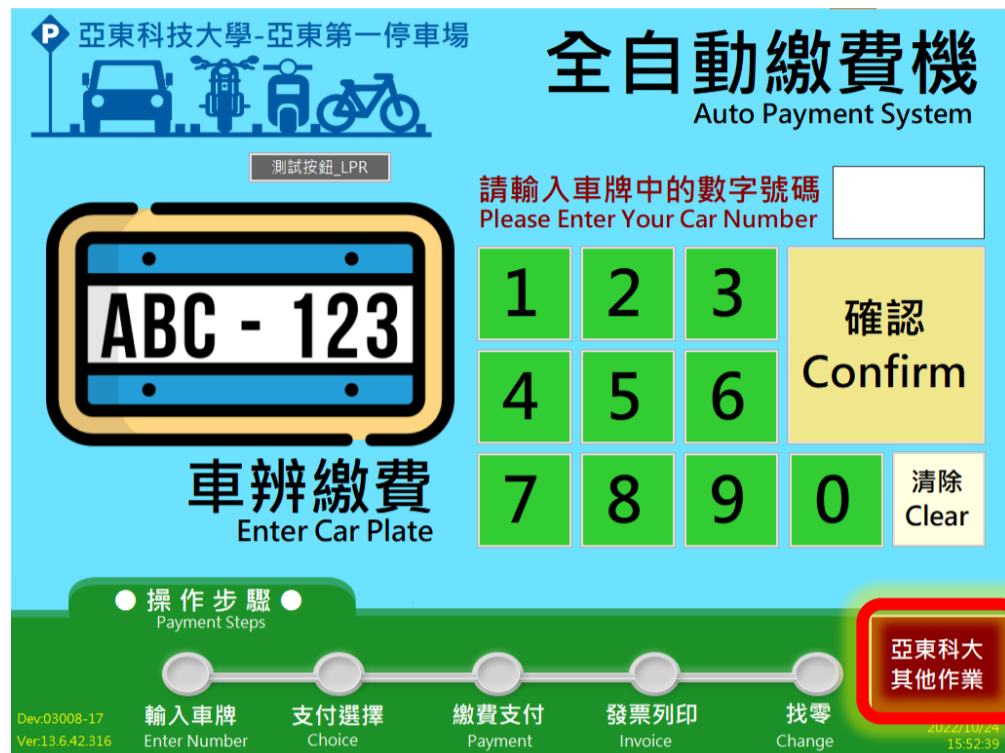 P 亞東科技大學-亞東第一停車場
全自動繳費機
Auto Payment System
測試按鈕_LPR
請輸入車牌中的數字號碼
Please Enter Your Car Number
ABC - 123
車辨繳費
Enter Car Plate
1 2 3
確認
Confirm
4 5 6
7 8 9 0
清除
Clear
● 操作步驟 ●
Payment Steps
輸入車牌
Enter Number
支付選擇
Choice
繳費支付
Payment
發票列印
Invoice
找零
Change
亞東科大
其他作業
Dev:03008-17
Ver:13.6.42.316
2022/10/24
15:52:39